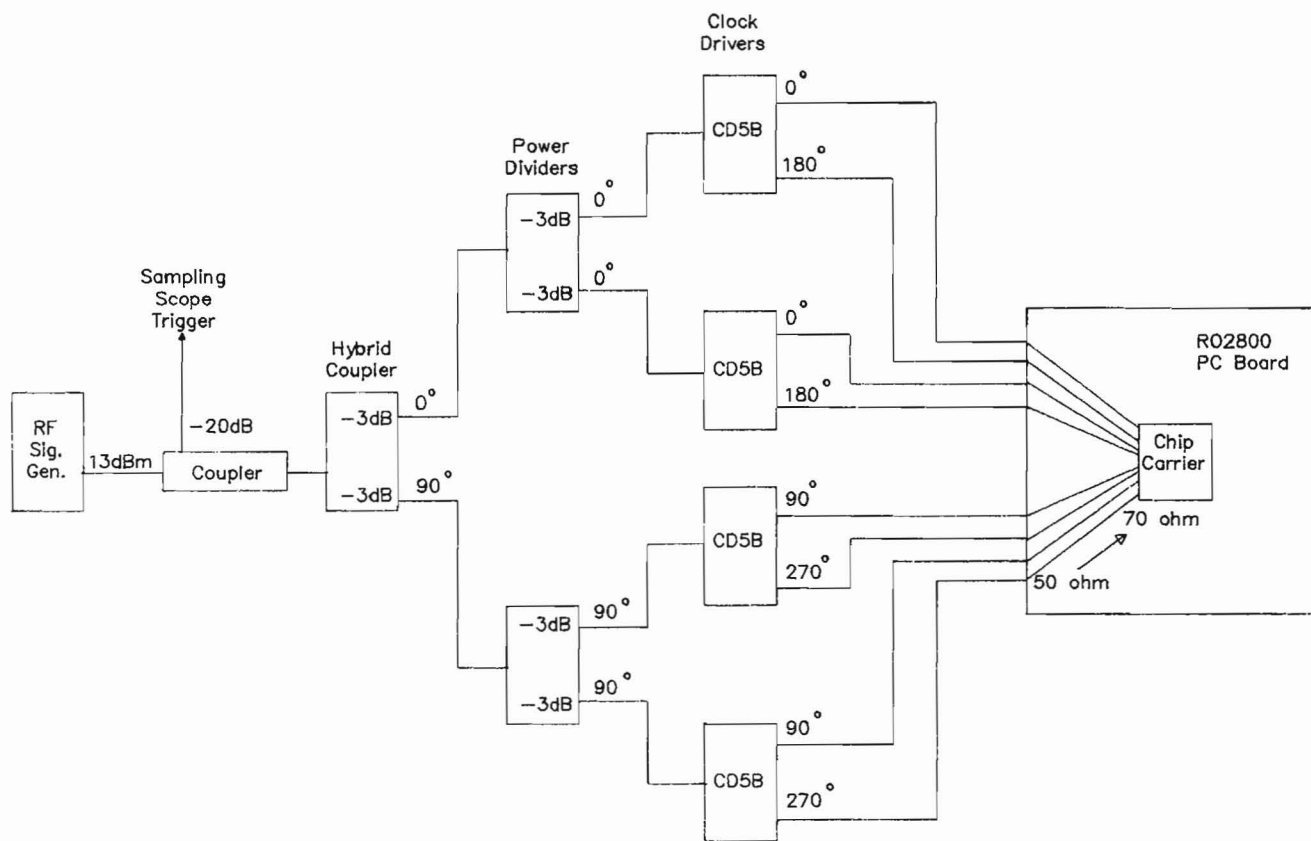 Clock
Drivers
0°
CD5B
180°
Power
Dividers
0°
-3dB
-3dB
0°
Sampling
Scope
Trigger
0°
CD5B
180°
RO2800
PC Board
Hybrid
Coupler
-3dB
0°
-20dB
RF
Sig.
Gen.
13dBm
Coupler
-3dB
90°
Chip
Carrier
90°
CD5B
270°
70 ohm
50 ohm
90°
-3dB
-3dB
90°
90°
CD5B
270°